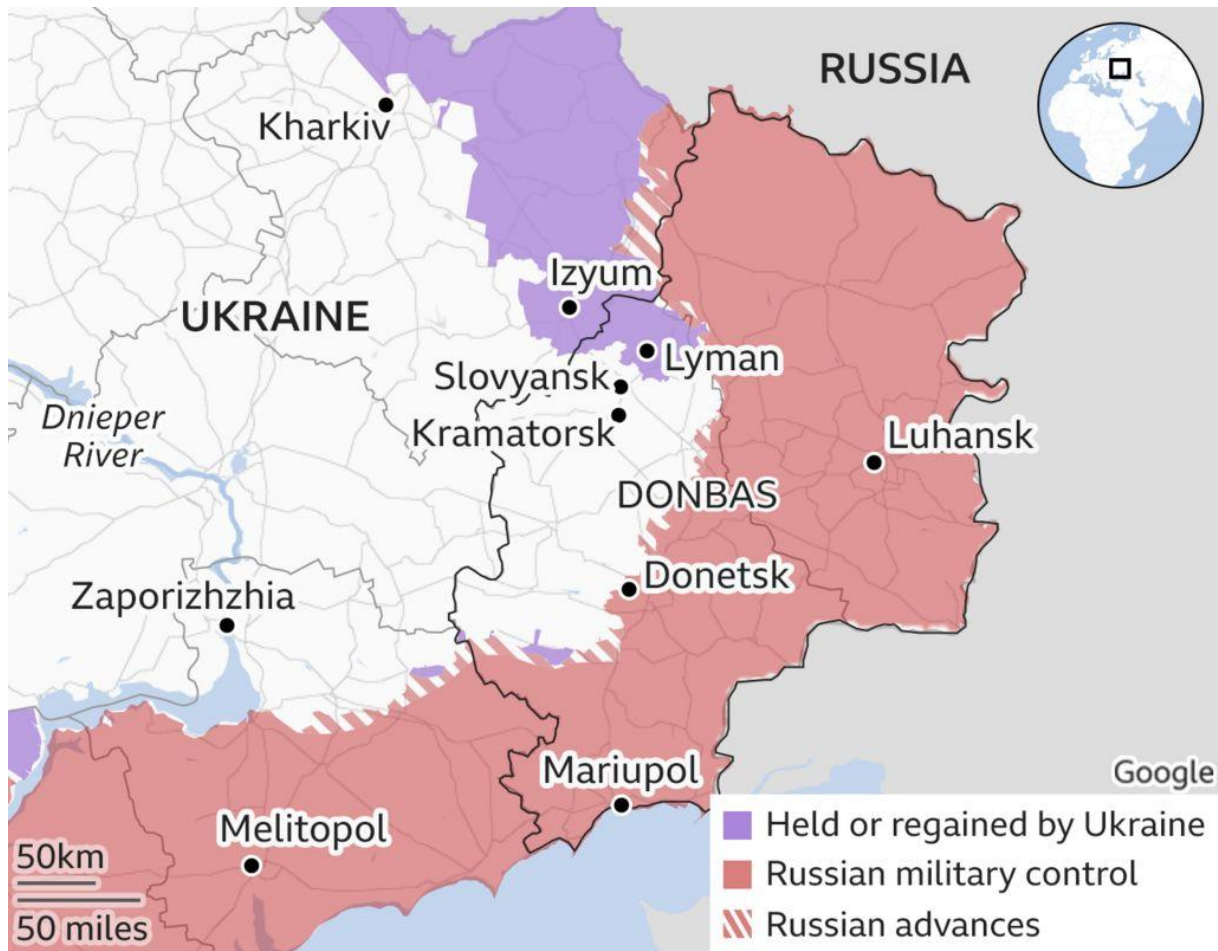 RUSSIA
Kharkiv
Izyum
UKRAINE
Lyman
Slovyansk
Dnieper
River
Kramatorsk
Luhansk
DONBAS
Donetsk
Zaporizhzhia
Mariupol
Google
Melitopol
Held or regained by Ukraine
50km
Russian military control
50 miles
Russian advances